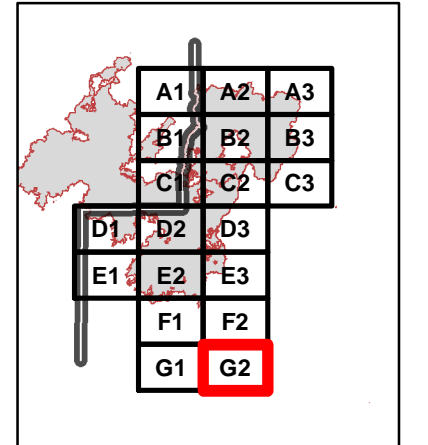 A1 A2 A3
B1 B2 B3
C1 C2 C3
D1 D2 D3
E1 E2 E3
F1 F2
G1 G2